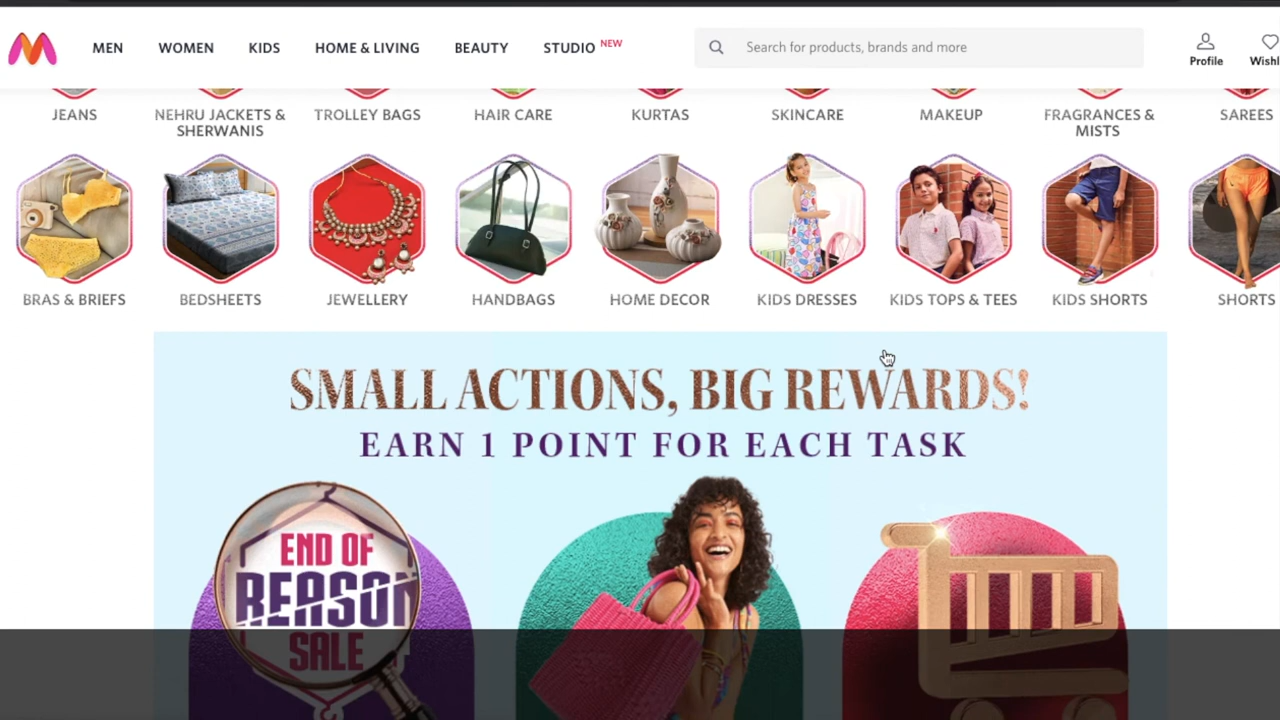 MEN WOMEN KIDS HOME & LIVING BEAUTY STUDIO NEW Search for products, brands and more
Profile Wishl
JEANS NEHRU JACKETS & TROLLEY BAGS HAIR CARE KURTAS SKINCARE MAKEUP FRAGRANCES & SAREES
SHERWANIS MISTS
BRAS & BRIEFS BEDSHEETS JEWELLERY HANDBAGS HOME DECOR KIDS DRESSES KIDS TOPS & TEES KIDS SHORTS SHORTS
SMALL ACTIONS, BIG REWARDS!
EARN 1 POINT FOR EACH TASK
END OF
REASON
SALE